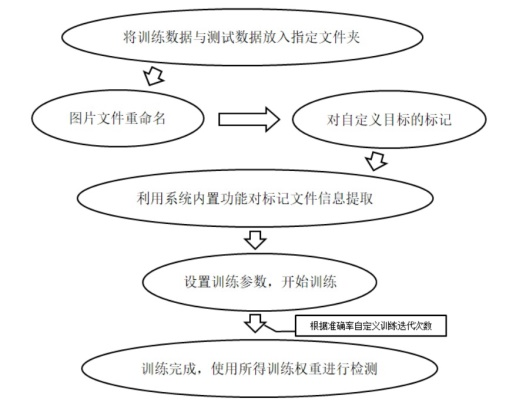 将训练数据与测试数据放入指定文件夹
图片文件重命名
对自定义目标的标记
利用系统内置功能对标记文件信息提取
设置训练参数，开始训练
根据准确率自定义训练迭代次数
训练完成，使用所得训练权重进行检测